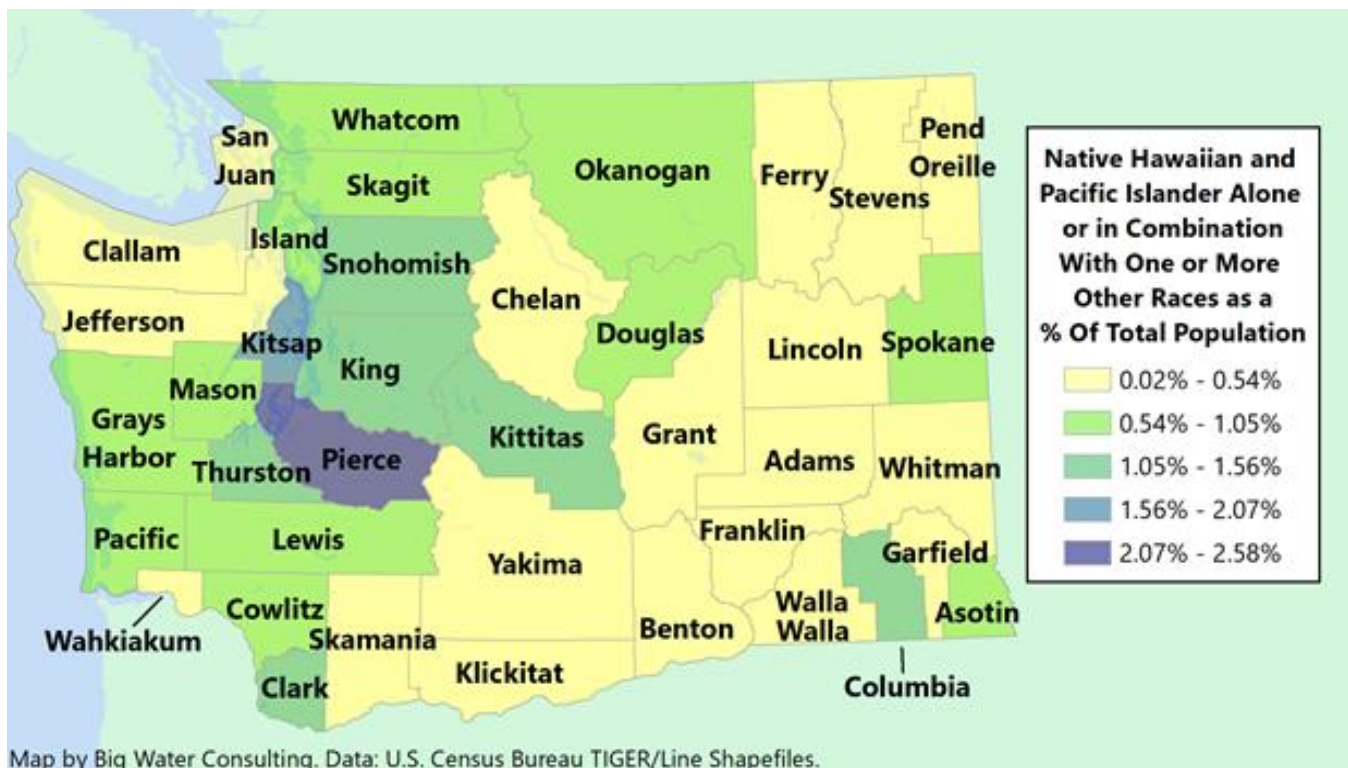 San
Juan
Whatcom
Skagit
Okanogan
Ferry
Stevens
Pend
Oreille
Clallam
Island
Snohomish
Chelan
Jefferson
Kitsap
King
Douglas
Lincoln
Spokane
Mason
Grays
Harbor
Thurston
Pierce
Kittitas
Grant
Adams
Whitman
Pacific
Lewis
Yakima
Franklin
Garfield
Wahkiakum
Cowlitz
Skamania
Benton
Walla
Walla
Asotin
Clark
Klickitat
Columbia
Native Hawaiian and
Pacific Islander Alone
or in Combination
With One or More
Other Races as a
% Of Total Population
0.02% - 0.54%
0.54% - 1.05%
1.05% - 1.56%
1.56% - 2.07%
2.07% - 2.58%
Map by Big Water Consulting. Data: U.S. Census Bureau TIGER/Line Shapefiles.